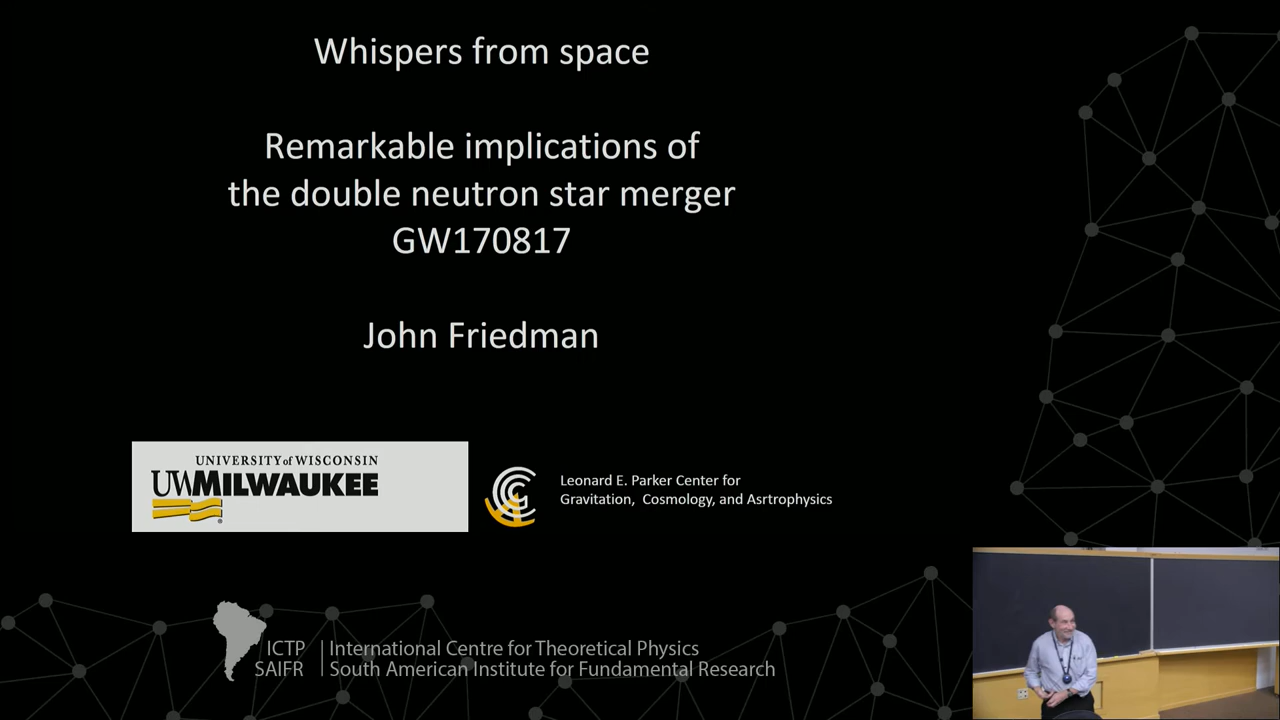 Whispers from space
Remarkable implications of
the double neutron star merger
GW170817
John Friedman
UNIVERSITY of WISCONSIN
UWMILWAUKEE
Leonard E. Parker Center for
Gravitation, Cosmology, and Asrtrophysics
ICTP
SAIFR
International Centre for Theoretical Physics
South American Institute for Fundamental Research